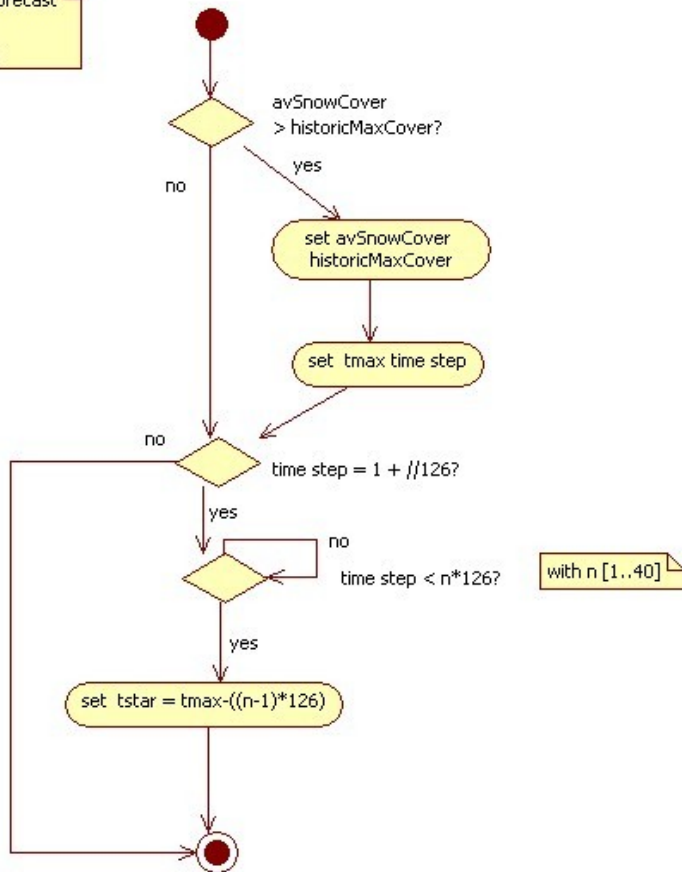 forecast
avSnowCover
> historicMaxCover?
yes
no
set avSnowCover
historicMaxCover
set tmax time step
no
time step = 1 + //126?
yes
no
time step < n*126?
with n [1..40]
yes
set tstar = tmax-((n-1)*126)